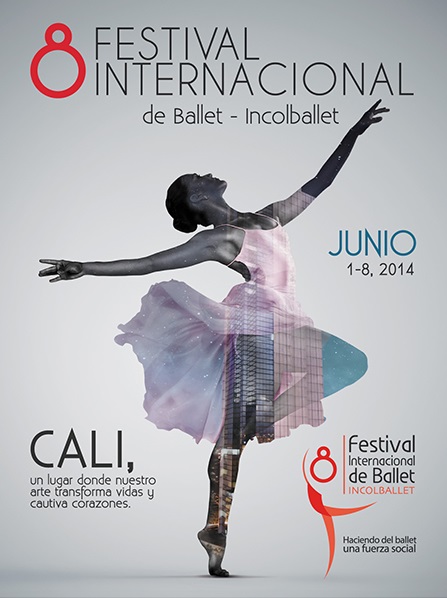 8 FESTIVAL
INTERNACIONAL
de Ballet - Incolballet
JUNIO
1-8, 2014
CALI,
un lugar donde nuestro
arte transforma vidas y
cautiva corazones.
8 Festival
Internacional
de Ballet
INCOLBALLET
Haciendo del ballet
una fuerza social